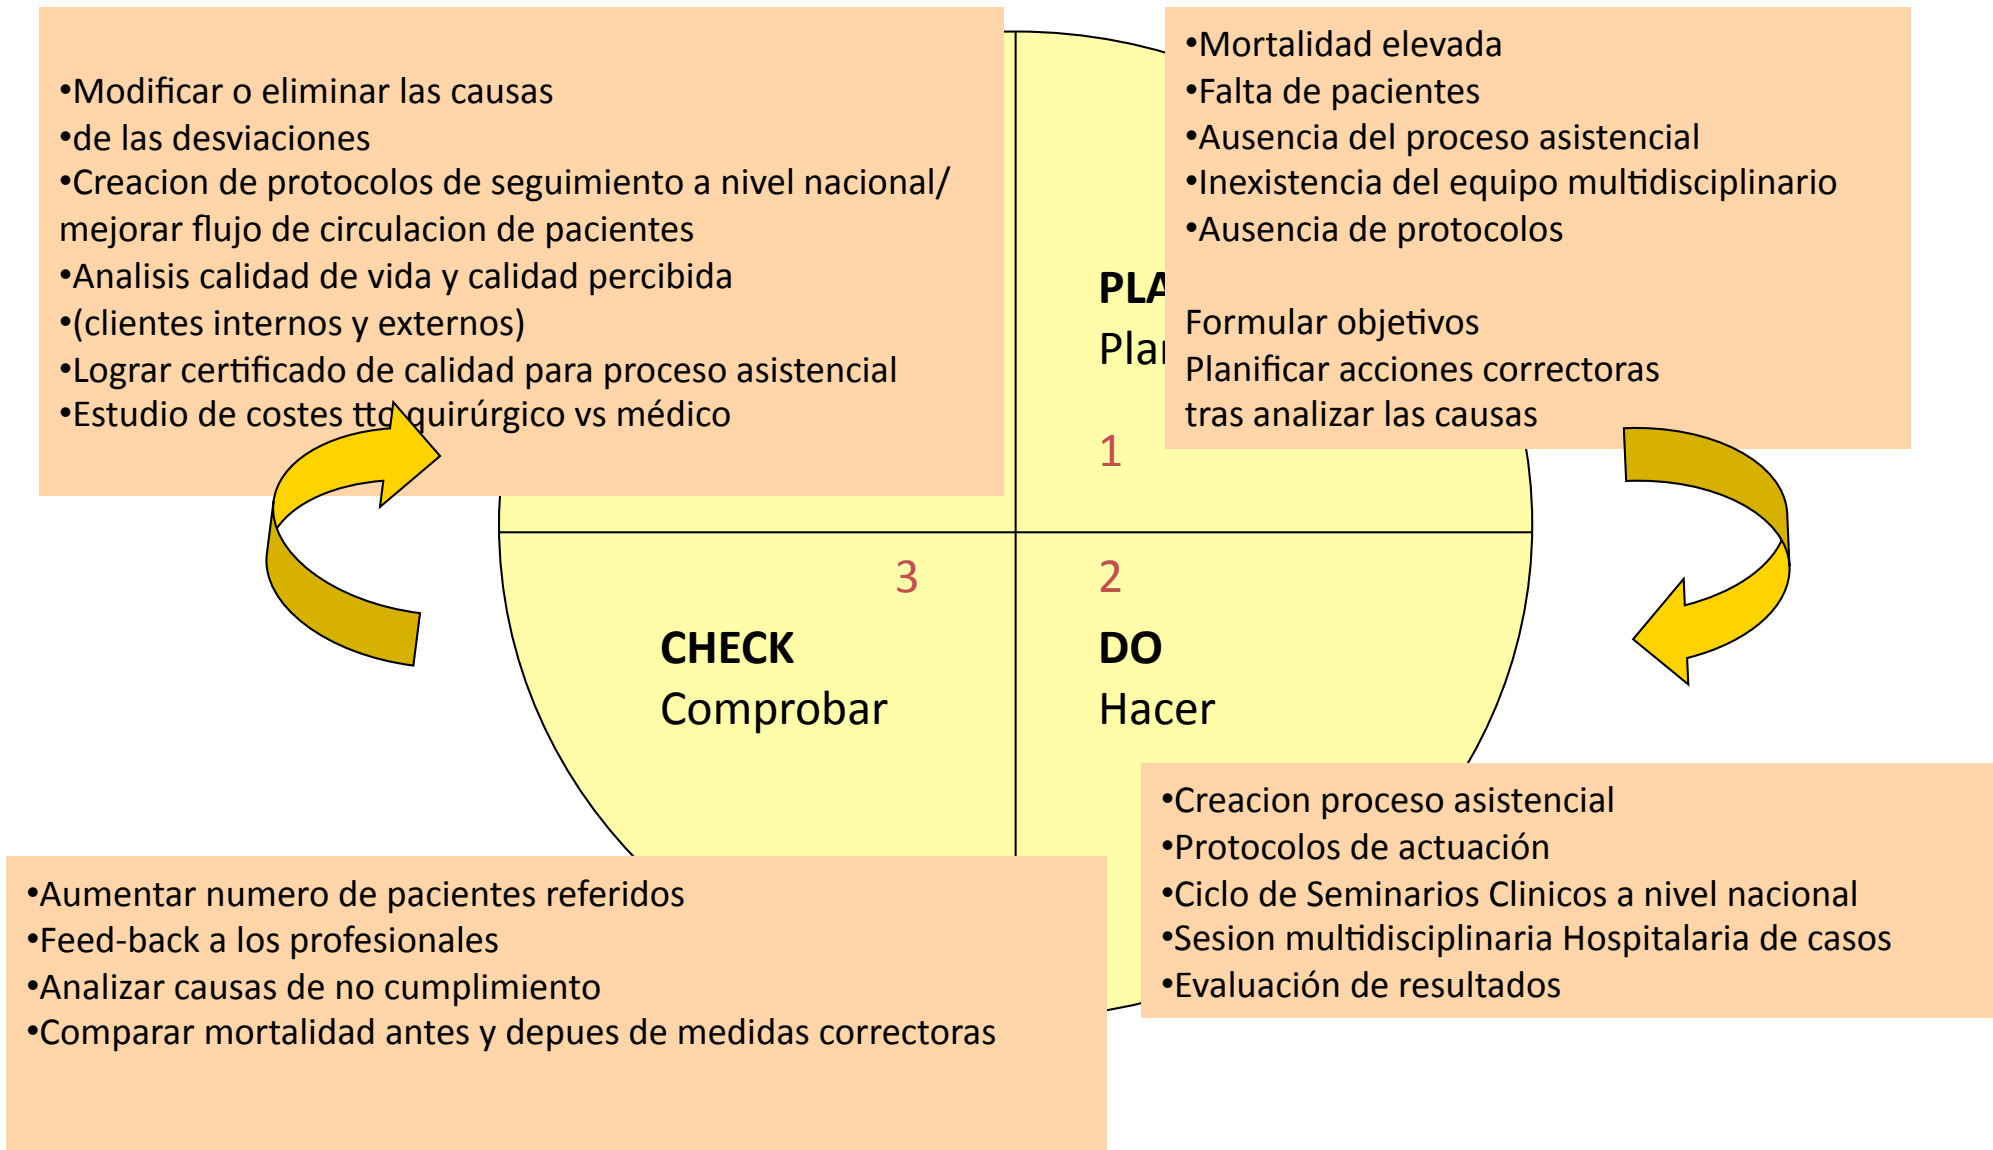 •Modificar o eliminar las causas
•de las desviaciones
•Creacion de protocolos de seguimiento a nivel nacional/
mejorar flujo de circulacion de pacientes
•Analisis calidad de vida y calidad percibida
•(clientes internos y externos)
•Lograr certificado de calidad para proceso asistencial
•Estudio de costes tto quirúrgico vs médico
•Mortalidad elevada
•Falta de pacientes
•Ausencia del proceso asistencial
•Inexistencia del equipo multidisciplinario
•Ausencia de protocolos
Formular objetivos
Planificar acciones correctoras
tras analizar las causas
1
3
CHECK
Comprobar
2
DO
Hacer
•Creacion proceso asistencial
•Protocolos de actuación
•Ciclo de Seminarios Clinicos a nivel nacional
•Sesion multidisciplinaria Hospitalaria de casos
•Evaluación de resultados
•Aumentar numero de pacientes referidos
•Feed-back a los profesionales
•Analizar causas de no cumplimiento
•Comparar mortalidad antes y depues de medidas correctoras